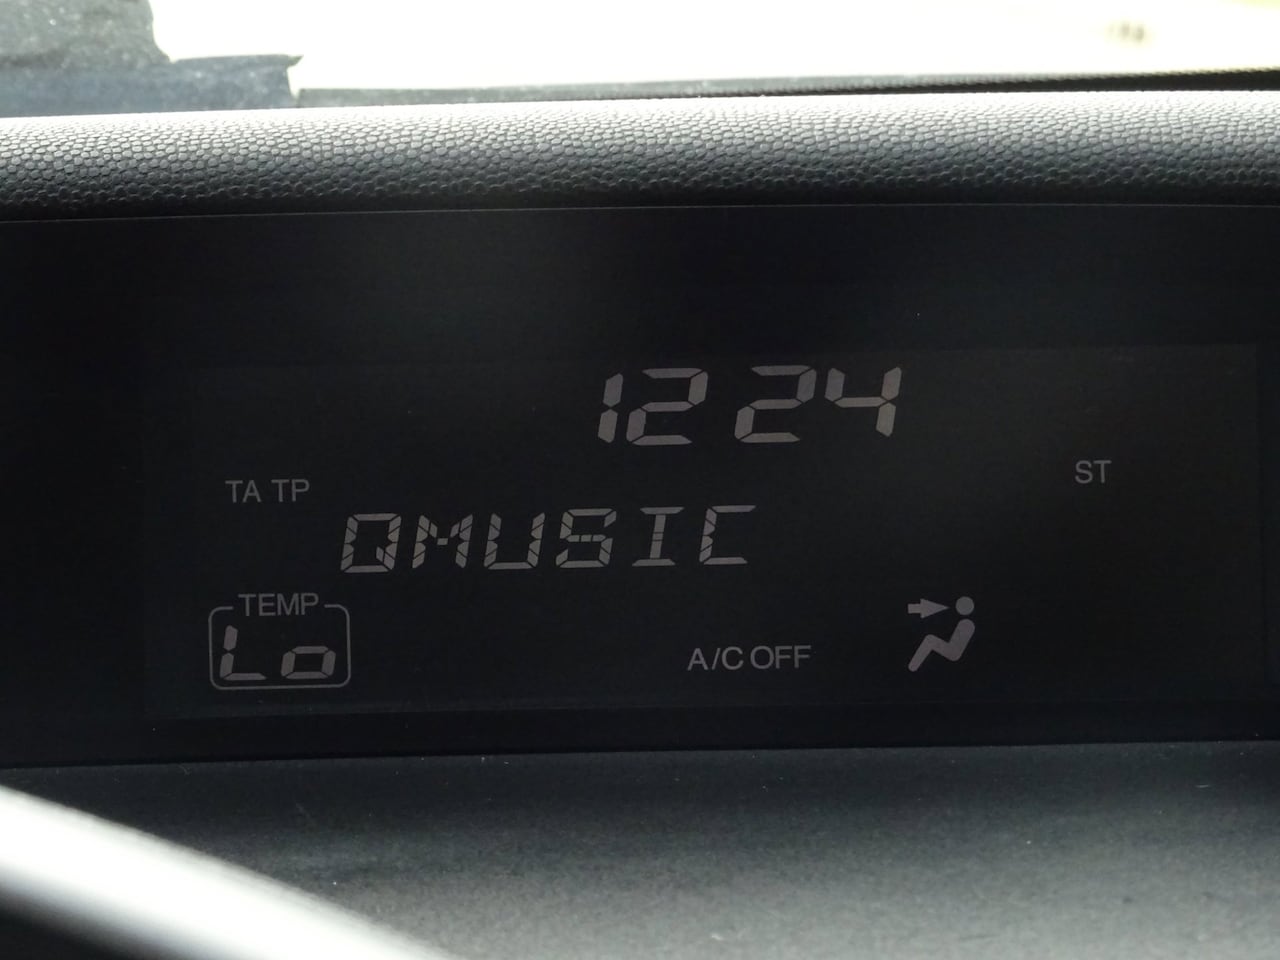 12 24
TA TP
ST
QMUSIC
TEMP
Lo
A/C OFF